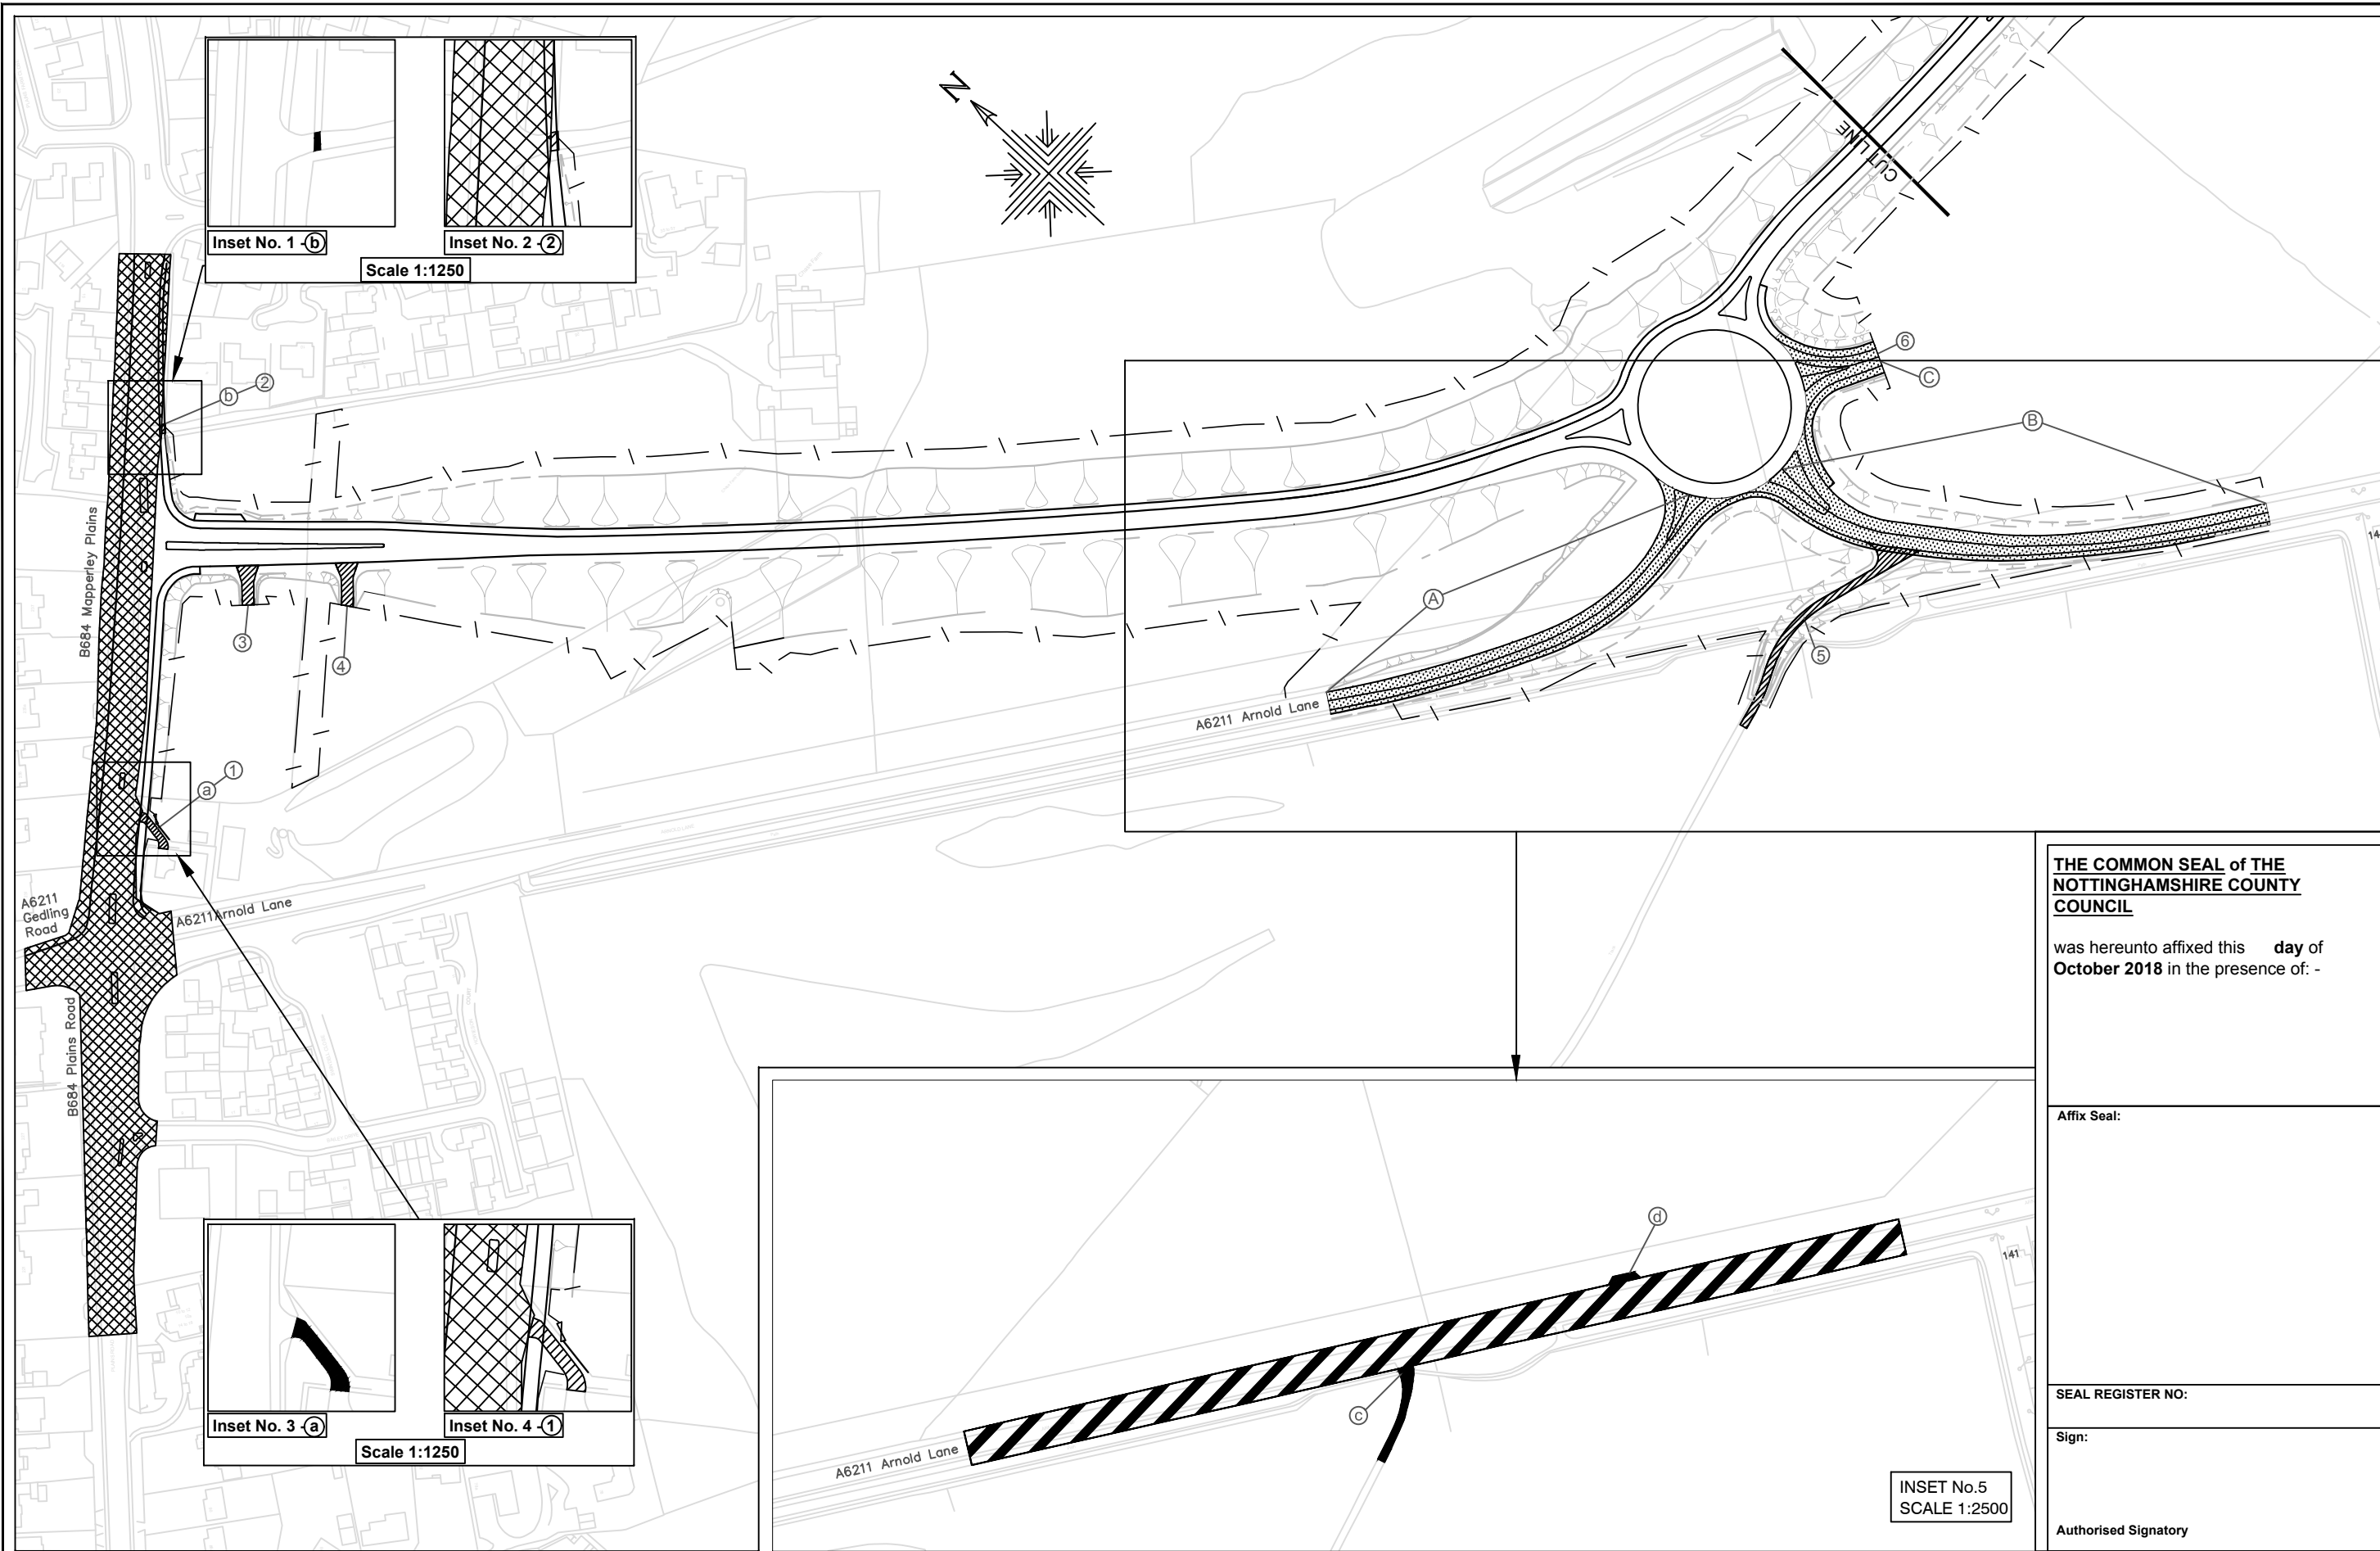 Inset No. 1 - b
Inset No. 2 - 2
Scale 1:1250
N
CUT LINE
b
2
6
C
B
A
5
3
4
1
a
B684 Mapperley Plains
A6211 Arnold Lane
A6211
Gedling
Road
A6211 Arnold Lane
B684 Plains Road
Inset No. 3 - a
Inset No. 4 - 1
Scale 1:1250
A6211 Arnold Lane
c
d
141
INSET No.5
SCALE 1:2500
THE COMMON SEAL of THE
NOTTINGHAMSHIRE COUNTY
COUNCIL
was hereunto affixed this day of
October 2018 in the presence of: -
Affix Seal:
SEAL REGISTER NO:
Sign:
Authorised Signatory